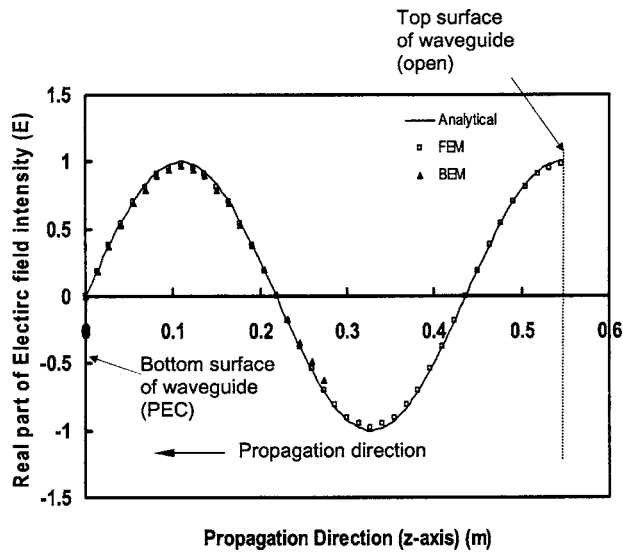 Top surface
of waveguide
(open)
Analytical
FEM
BEM
1.5
1
0.5
0
-0.5
-1
-1.5
0 0.1 0.2 0.3 0.4 0.5 0.6
Bottom surface
of waveguide
(PEC)
Propagation direction
Real part of Electirc field intensity (E)
Propagation Direction (z-axis) (m)